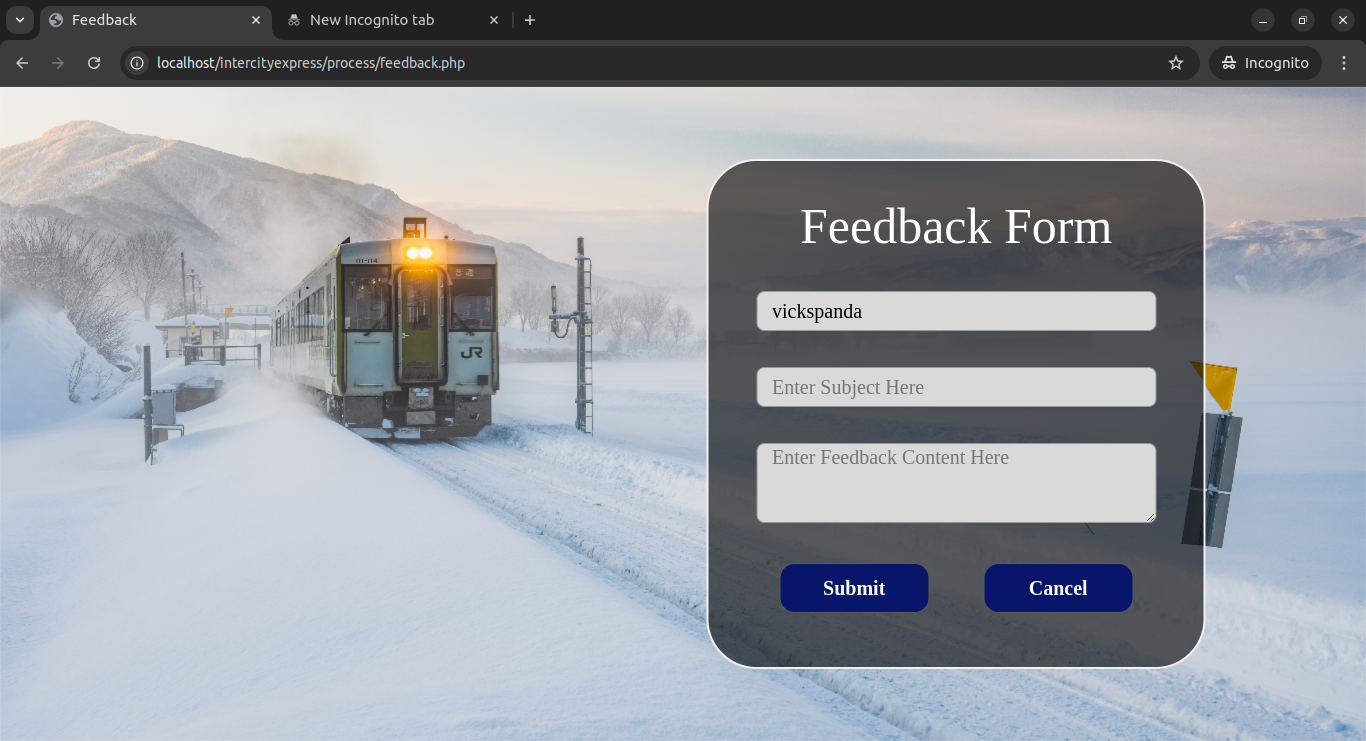 Feedback
New Incognito tab
localhost/intercityexpress/process/feedback.php
Incognito
Feedback Form
vickspanda
Enter Subject Here
Enter Feedback Content Here
Submit
Cancel
JR